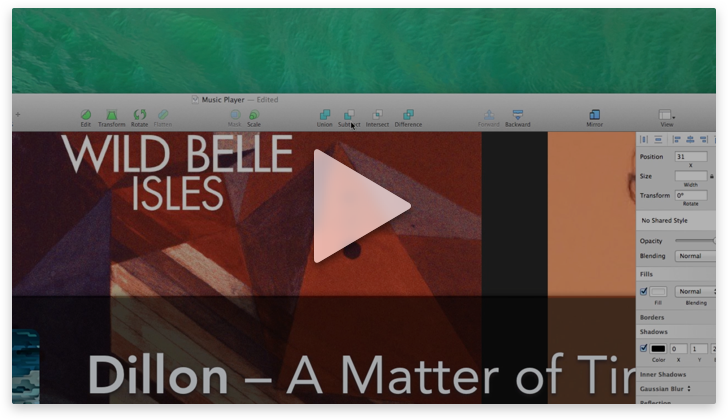 Music Player — Edited
Edit Transform Rotate Flatten Mask Scale Union Subtract Intersect Difference Forward Backward Mirror View
WILD BELLE
ISLES
Position 31
X
Size
Width
Transform 0°
Rotate
No Shared Style
Opacity
Blending Normal
Fills
Normal
Fill Blending
Borders
Shadows
0 1 2
Color X Y
Inner Shadows
Gaussian Blur
Reflection
Dillon – A Matter of Tir